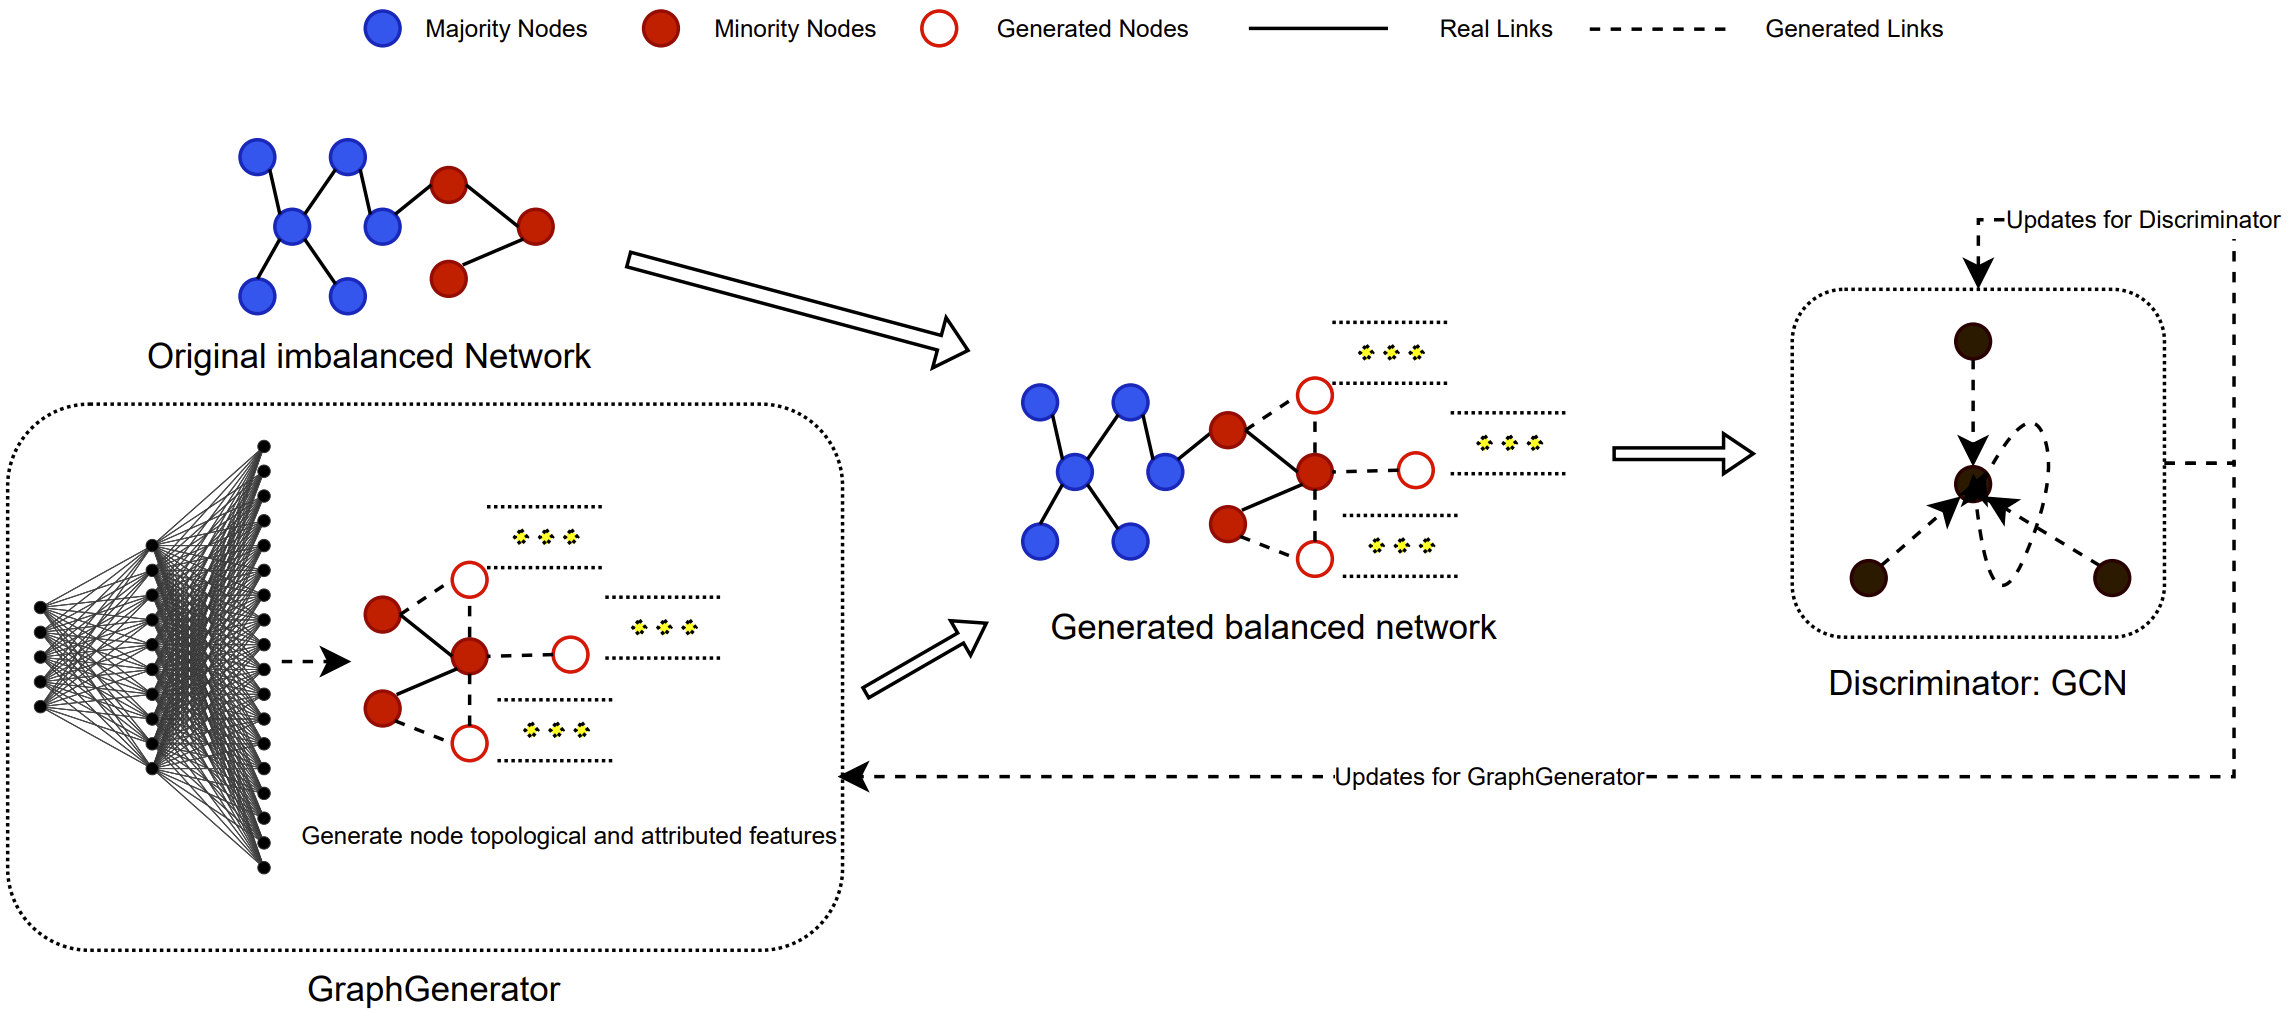 Majority Nodes
Minority Nodes
Generated Nodes
Real Links
Generated Links
Updates for Discriminator
Original imbalanced Network
Generated balanced network
Discriminator: GCN
Updates for GraphGenerator
Generate node topological and attributed features
GraphGenerator